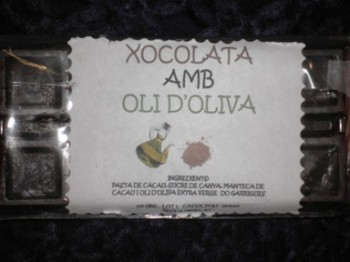 XOCOLATA
AMB
OLI D'OLIVA
INGREDIENTS
PASTA DE CACAO, SUCRE DE CANYA, MANTECA DE
CACAO I OLI D'OLIVA EXTRA VERGE DO GARRIGUES